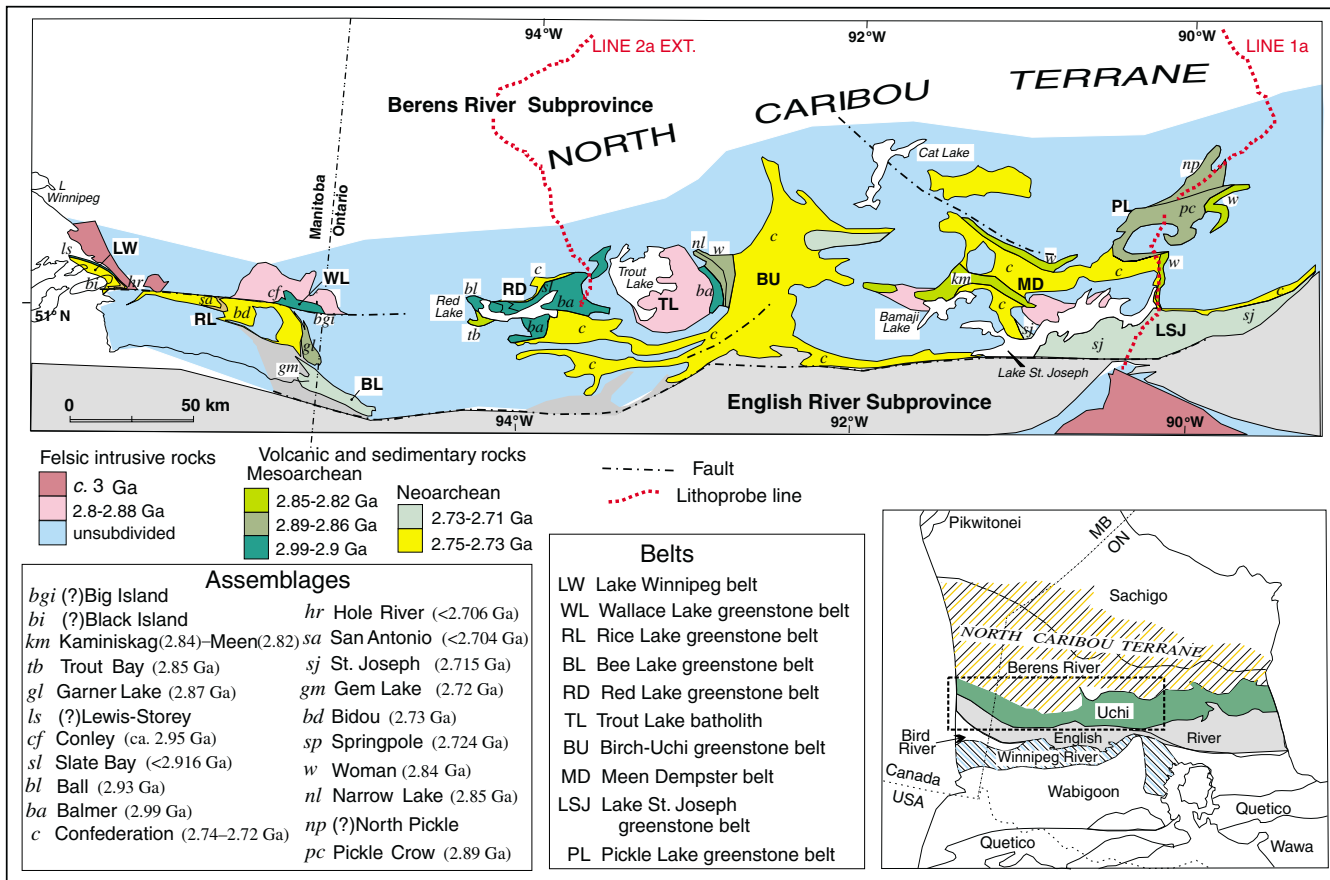 94°W
92°W
90°W
LINE 2a EXT.
LINE 1a
Berens River Subprovince
NORTH CARIBOU TERRANE
Cat Lake
L
Winnipeg
Manitoba
Ontario
np
PL
pc
w
LW
ls
bi
hr
WL
cf
bgi
sa
RL
bd
gl
gm
BL
51° N
bl
Red
Lake
tb
RD
c
sl
ba
ba
c
c
Trout
Lake
TL
nl
w
ba
c
BU
c
km
Bamaji
Lake
c
w
MD
c
c
sj
w
c
sj
LSJ
sj
Lake St. Joseph
English River Subprovince
0 50 km
94°W
92°W
90°W
Felsic intrusive rocks
c. 3 Ga
2.8-2.88 Ga
unsubdivided
Volcanic and sedimentary rocks
Mesoarchean
2.85-2.82 Ga
2.89-2.86 Ga
2.99-2.9 Ga
Neoarchean
2.73-2.71 Ga
2.75-2.73 Ga
Fault
Lithoprobe line
Assemblages
bgi (?)Big Island
bi (?)Black Island
km Kaminiskag (2.84)–Meen(2.82)
tb Trout Bay (2.85 Ga)
gl Garner Lake (2.87 Ga)
ls (?)Lewis-Storey
cf Conley (ca. 2.95 Ga)
sl Slate Bay (<2.916 Ga)
bl Ball (2.93 Ga)
ba Balmer (2.99 Ga)
c Confederation (2.74–2.72 Ga)
hr Hole River (<2.706 Ga)
sa San Antonio (<2.704 Ga)
sj St. Joseph (2.715 Ga)
gm Gem Lake (2.72 Ga)
bd Bidou (2.73 Ga)
sp Springpole (2.724 Ga)
w Woman (2.84 Ga)
nl Narrow Lake (2.85 Ga)
np (?)North Pickle
pc Pickle Crow (2.89 Ga)
Belts
LW Lake Winnipeg belt
WL Wallace Lake greenstone belt
RL Rice Lake greenstone belt
BL Bee Lake greenstone belt
RD Red Lake greenstone belt
TL Trout Lake batholith
BU Birch-Uchi greenstone belt
MD Meen Dempster belt
LSJ Lake St. Joseph
greenstone belt
PL Pickle Lake greenstone belt
Pikwitonei
MB
ON
Sachigo
NORTH CARIBOU TERRANE
Berens River
Uchi
English River
Bird
River
Winnipeg River
Canada
USA
Wabigoon
Quetico
Quetico
Wawa